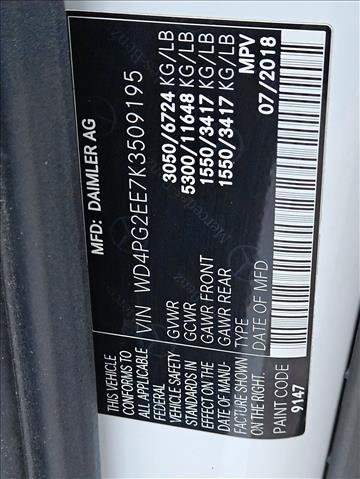 MFD: DAIMLER AG
VIN WD4PG2EE7K3509195
GVWR 3050/6724 KG/LB
GCWR 5300/11648 KG/LB
GAWR FRONT 1550/3417 KG/LB
GAWR REAR 1550/3417 KG/LB
TYPE MPV
DATE OF MFD 07/2018
THIS VEHICLE
CONFORMS TO
ALL APPLICABLE
VEHICLE SAFETY
STANDARDS IN
EFFECT ON THE
DATE OF MANU-
FACTURE SHOWN
ON THE RIGHT.
PAINT CODE
9147
Mercedes-Benz